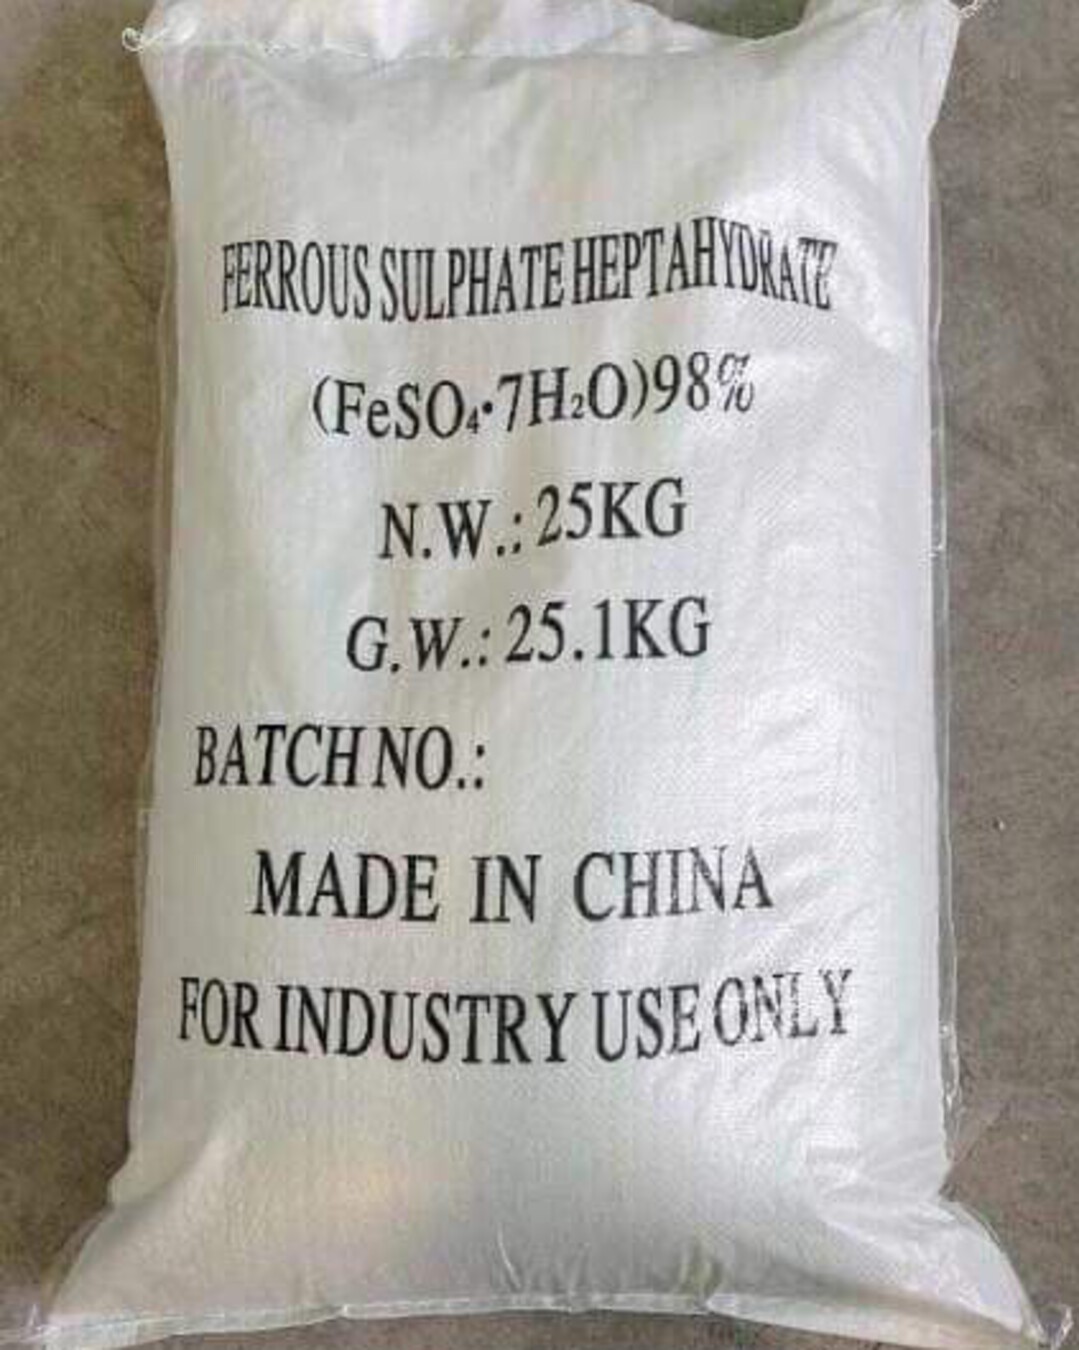 FERROUS SULPHATE HEPTAHYDRATE
(FeSO₄·7H₂O)98%
N.W.: 25KG
G.W.: 25.1KG
BATCH NO.:
MADE IN CHINA
FOR INDUSTRY USE ONLY